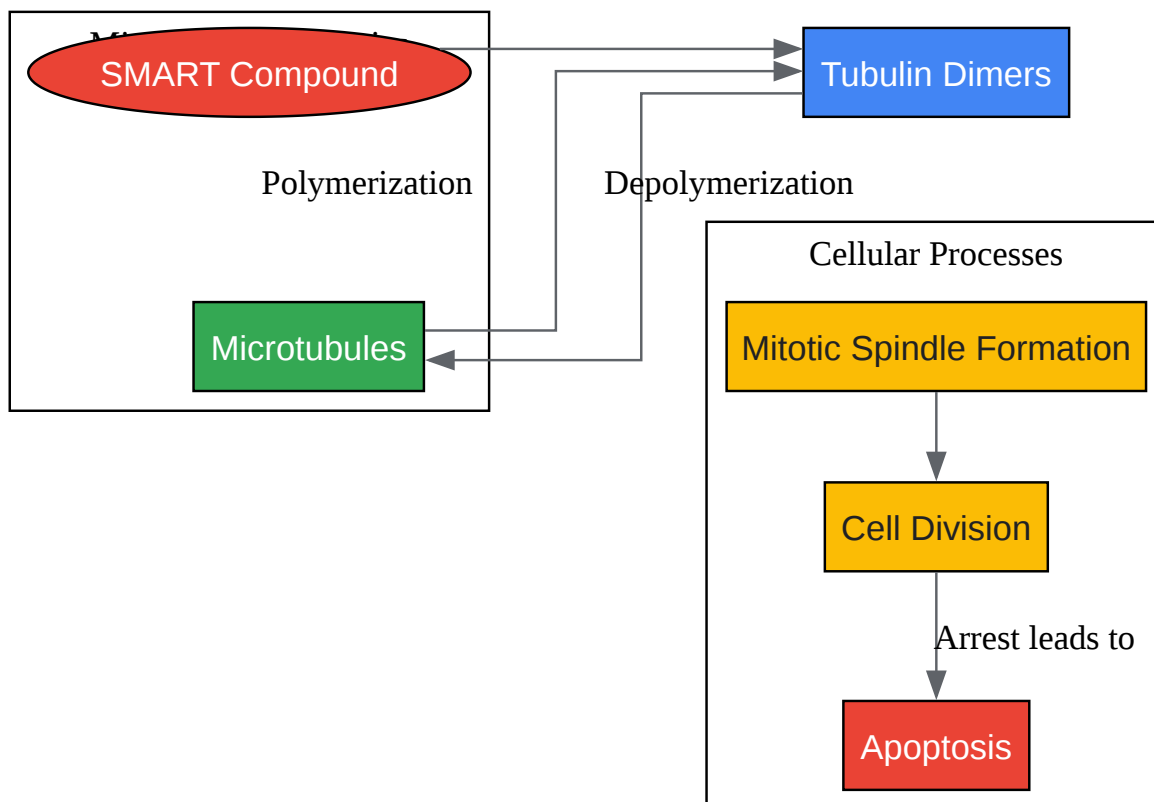 SMART Compound
Tubulin Dimers
Polymerization
Depolymerization
Cellular Processes
Microtubules
Mitotic Spindle Formation
Cell Division
Arrest leads to
Apoptosis